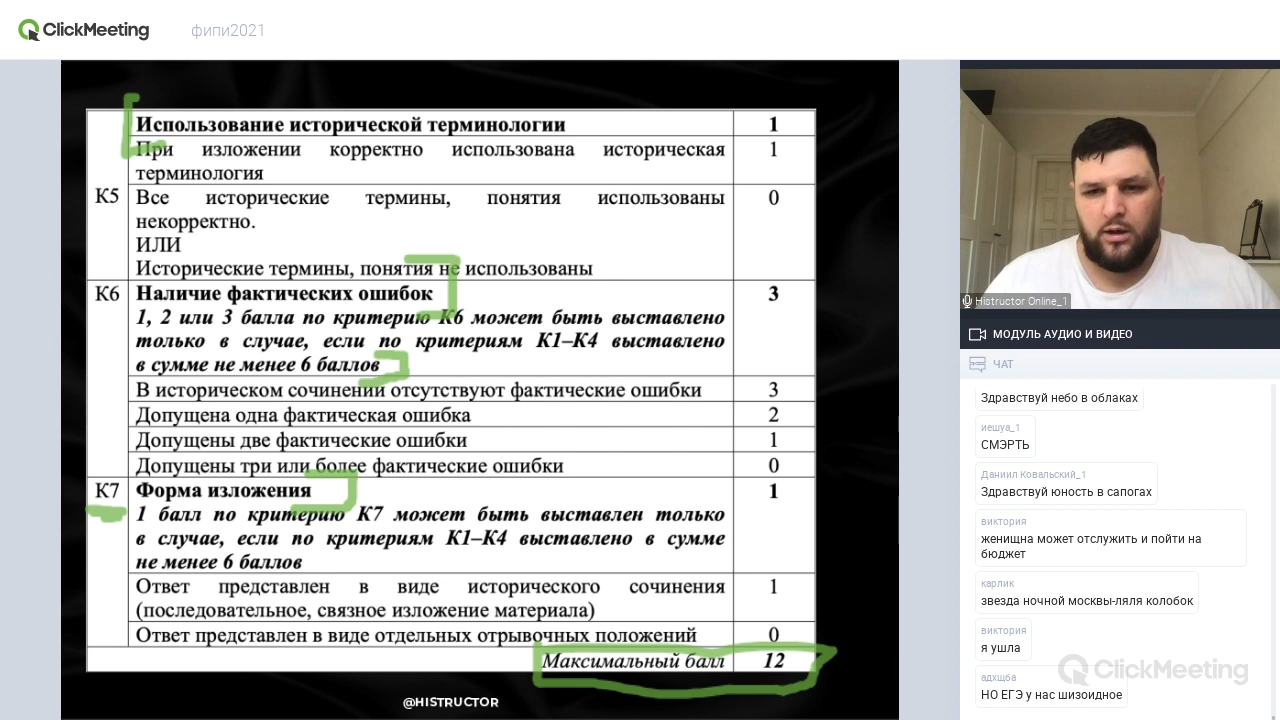 ClickMeeting
фипи2021
Использование исторической терминологии 1
При изложении корректно использована историческая 1
терминология
К5
Все исторические термины, понятия использованы 0
некорректно.
ИЛИ
Исторические термины, понятия не использованы
К6 Наличие фактических ошибок 3
1, 2 или 3 балла по критерию К6 может быть выставлено
только в случае, если по критериям К1–К4 выставлено
в сумме не менее 6 баллов
В историческом сочинении отсутствуют фактические ошибки 3
Допущена одна фактическая ошибка 2
Допущены две фактические ошибки 1
Допущены три или более фактические ошибки 0
К7 Форма изложения 1
1 балл по критерию К7 может быть выставлен только
в случае, если по критериям К1–К4 выставлено в сумме
не менее 6 баллов
Ответ представлен в виде исторического сочинения 1
(последовательное, связное изложение материала)
Ответ представлен в виде отдельных отрывочных положений 0
Максимальный балл 12
@HISTRUCTOR
Histructor Online_1
МОДУЛЬ АУДИО И ВИДЕО
ЧАТ
Здравствуй небо в облаках
иешуа_1
СМЭРТЬ
Даниил Ковальский_1
Здравствуй юность в сапогах
виктория
женищна может отслужить и пойти на
бюджет
карлик
звезда ночной москвы-ляля колобок
виктория
я ушла
ClickMeeting
адхщба
НО ЕГЭ у нас шизоидное